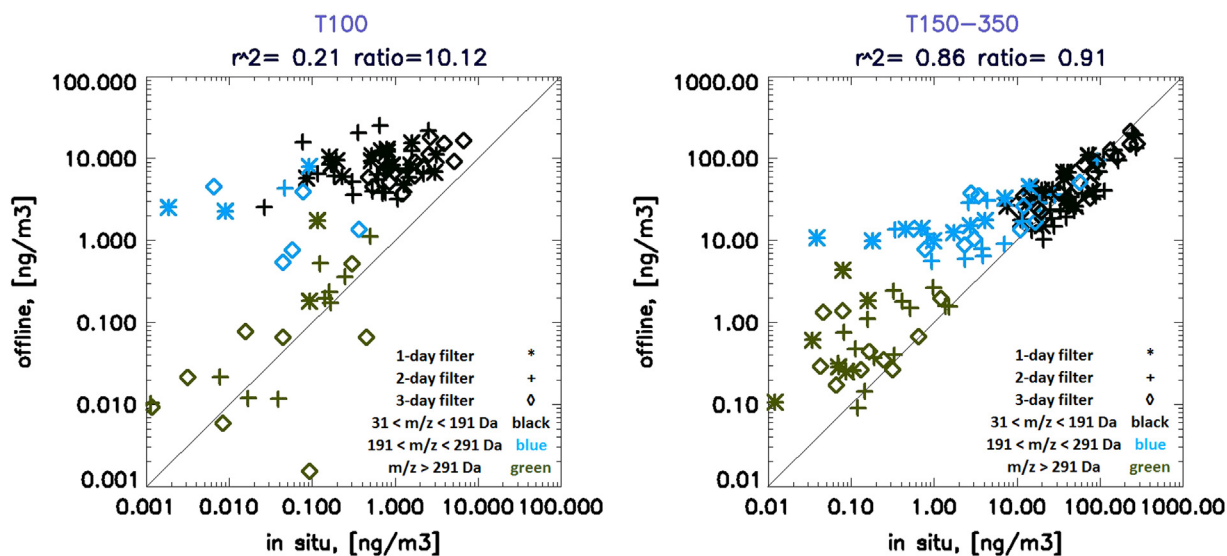 T100
r^2= 0.21 ratio=10.12
100.000
10.000
1.000
0.100
0.010
0.001
offline, [ng/m3]
1-day filter *
2-day filter +
3-day filter ◇
31 < m/z < 191 Da black
191 < m/z < 291 Da blue
m/z > 291 Da green
0.001 0.010 0.100 1.000 10.000 100.000
in situ, [ng/m3]
T150-350
r^2= 0.86 ratio= 0.91
1000.00
100.00
10.00
1.00
0.10
0.01
offline, [ng/m3]
1-day filter *
2-day filter +
3-day filter ◇
31 < m/z < 191 Da black
191 < m/z < 291 Da blue
m/z > 291 Da green
0.01 0.10 1.00 10.00 100.00 1000.00
in situ, [ng/m3]